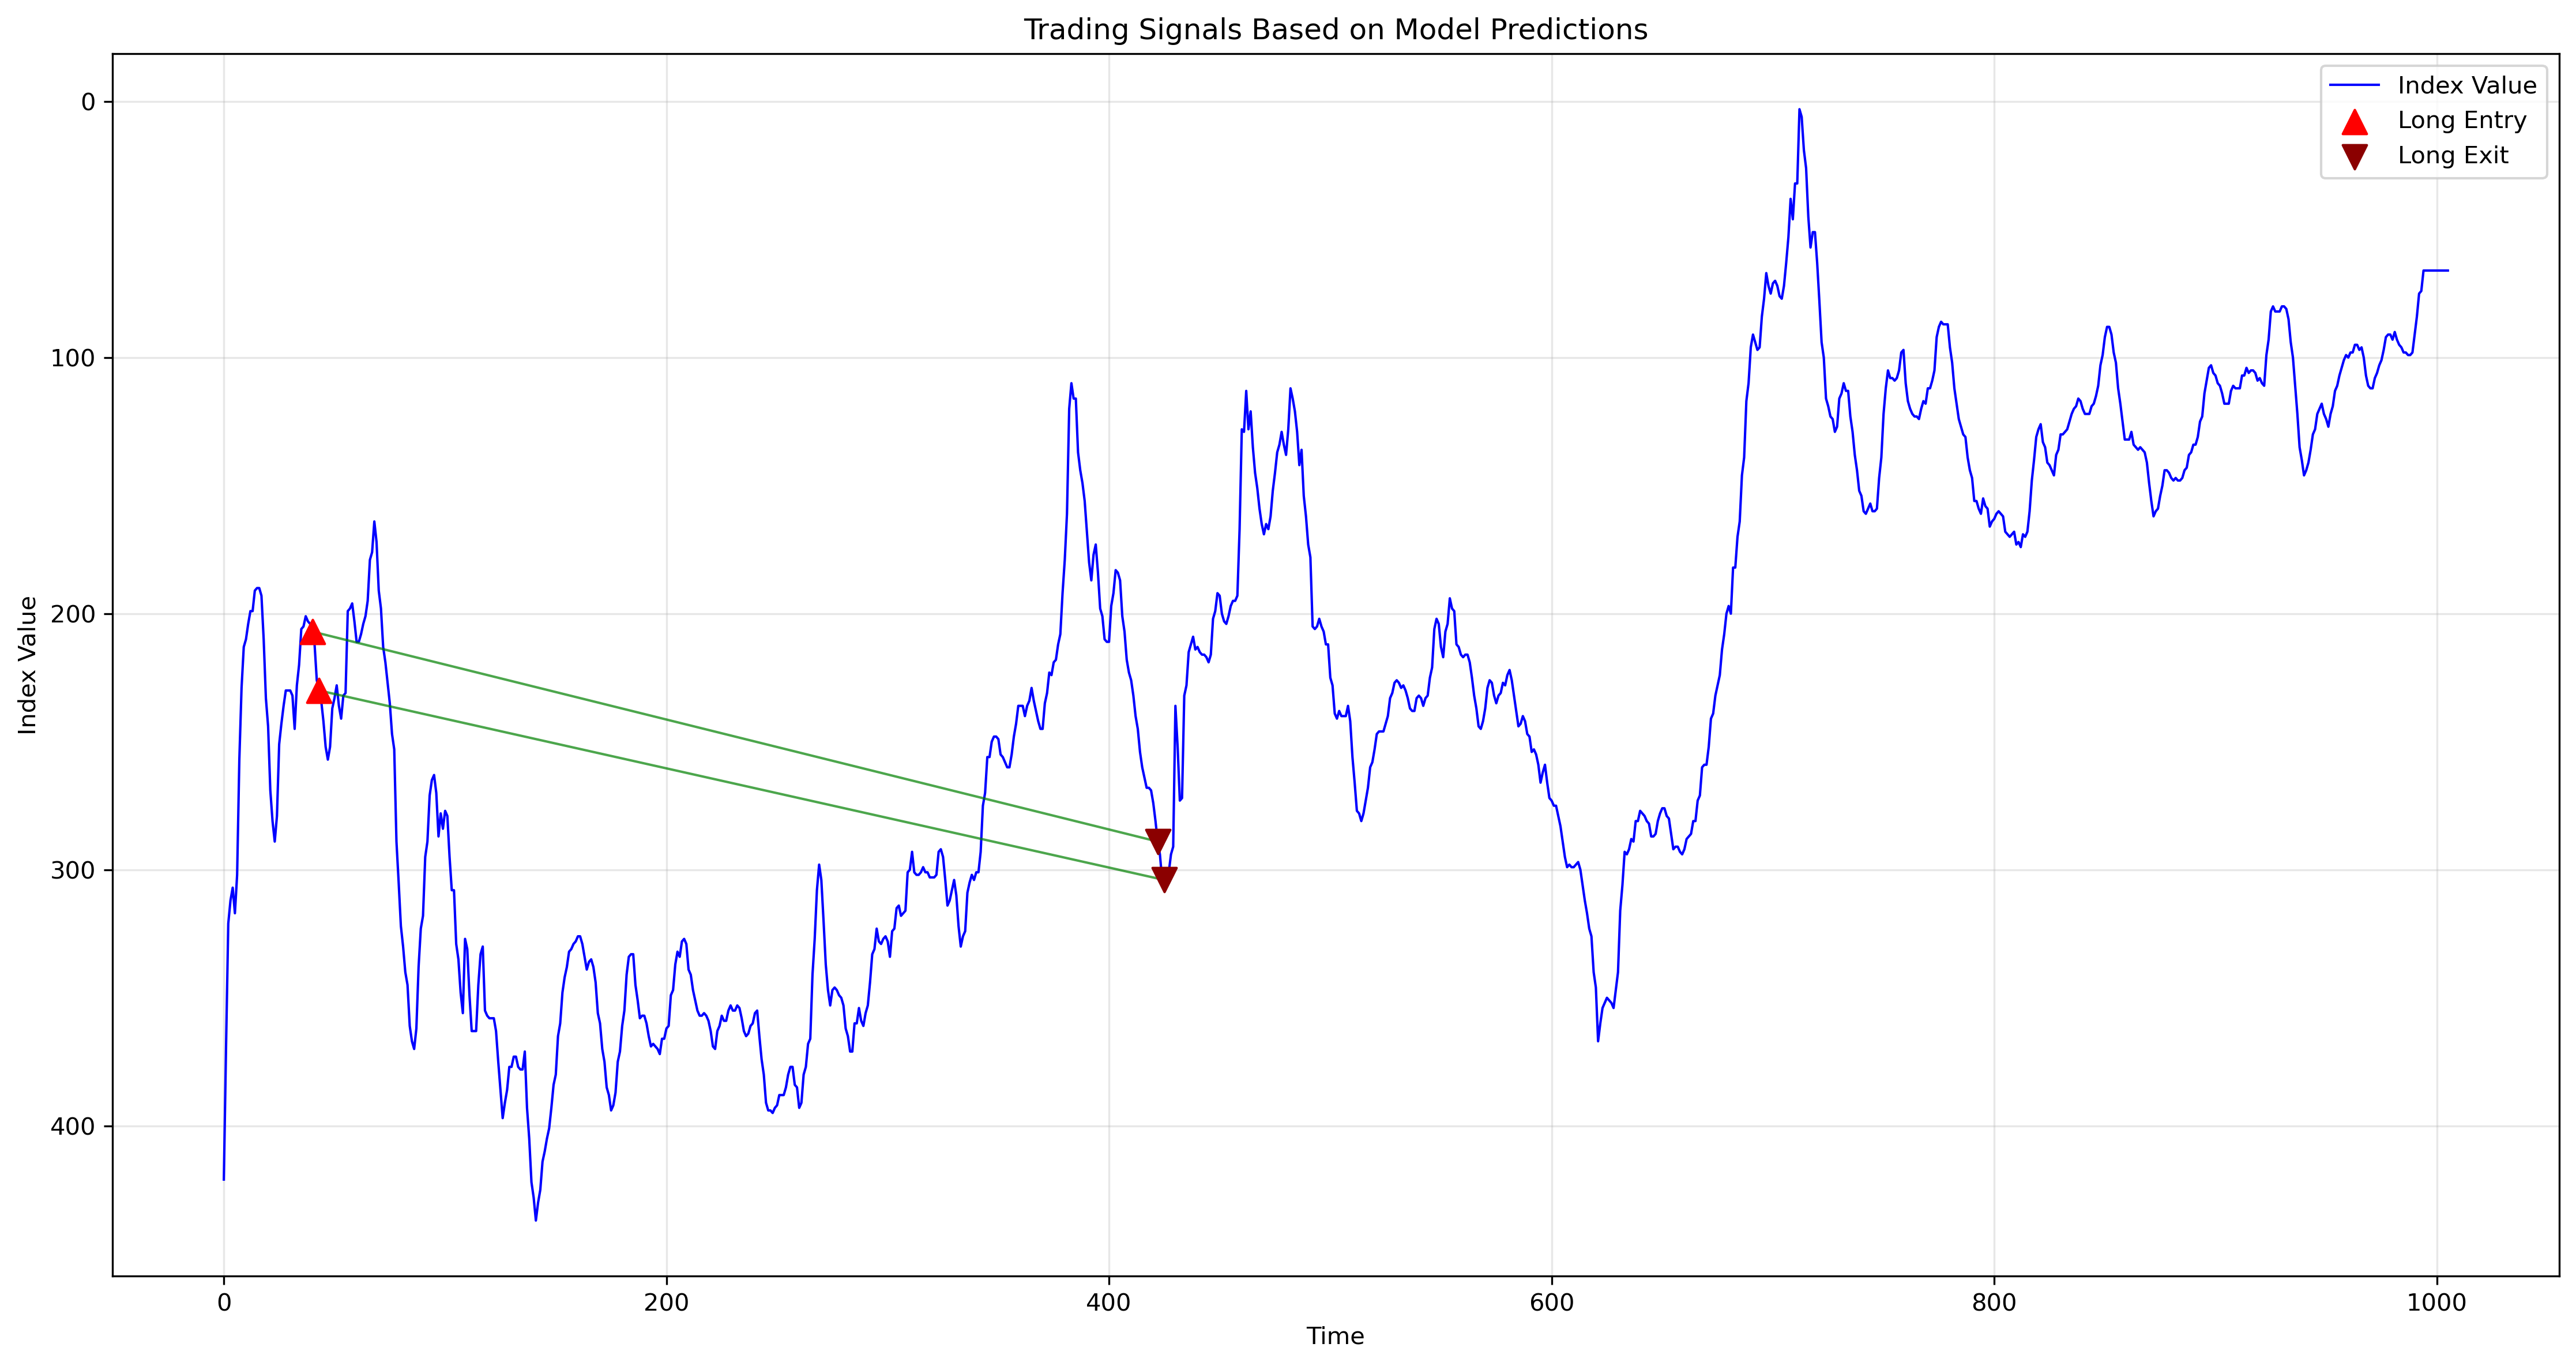 Trading Signals Based on Model Predictions
Index Value
Long Entry
Long Exit
0
100
200
300
400
Index Value
0
200
400
600
800
1000
Time